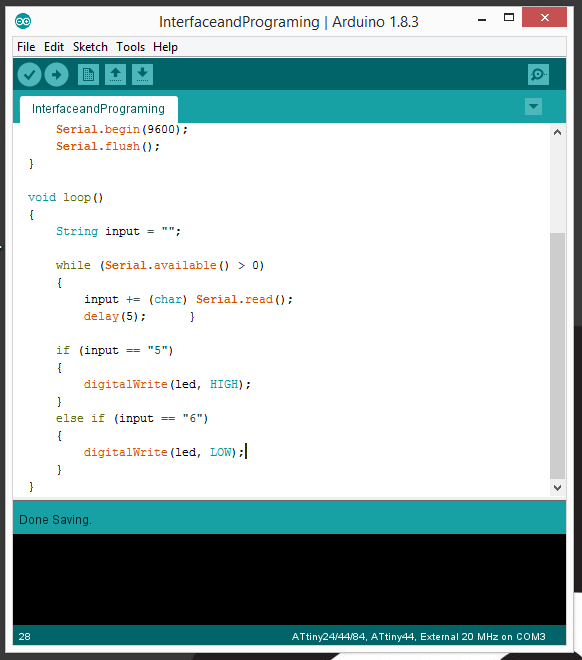 InterfaceandPrograming | Arduino 1.8.3
File Edit Sketch Tools Help
InterfaceandPrograming
Serial.begin(9600);
Serial.flush();
}
void loop()
{
String input = "";
while (Serial.available() > 0)
{
input += (char) Serial.read();
delay(5);      }
if (input == "5")
{
digitalWrite(led, HIGH);
}
else if (input == "6")
{
digitalWrite(led, LOW);
}
}
Done Saving.
28 ATtiny24/44/84, ATtiny44, External 20 MHz on COM3